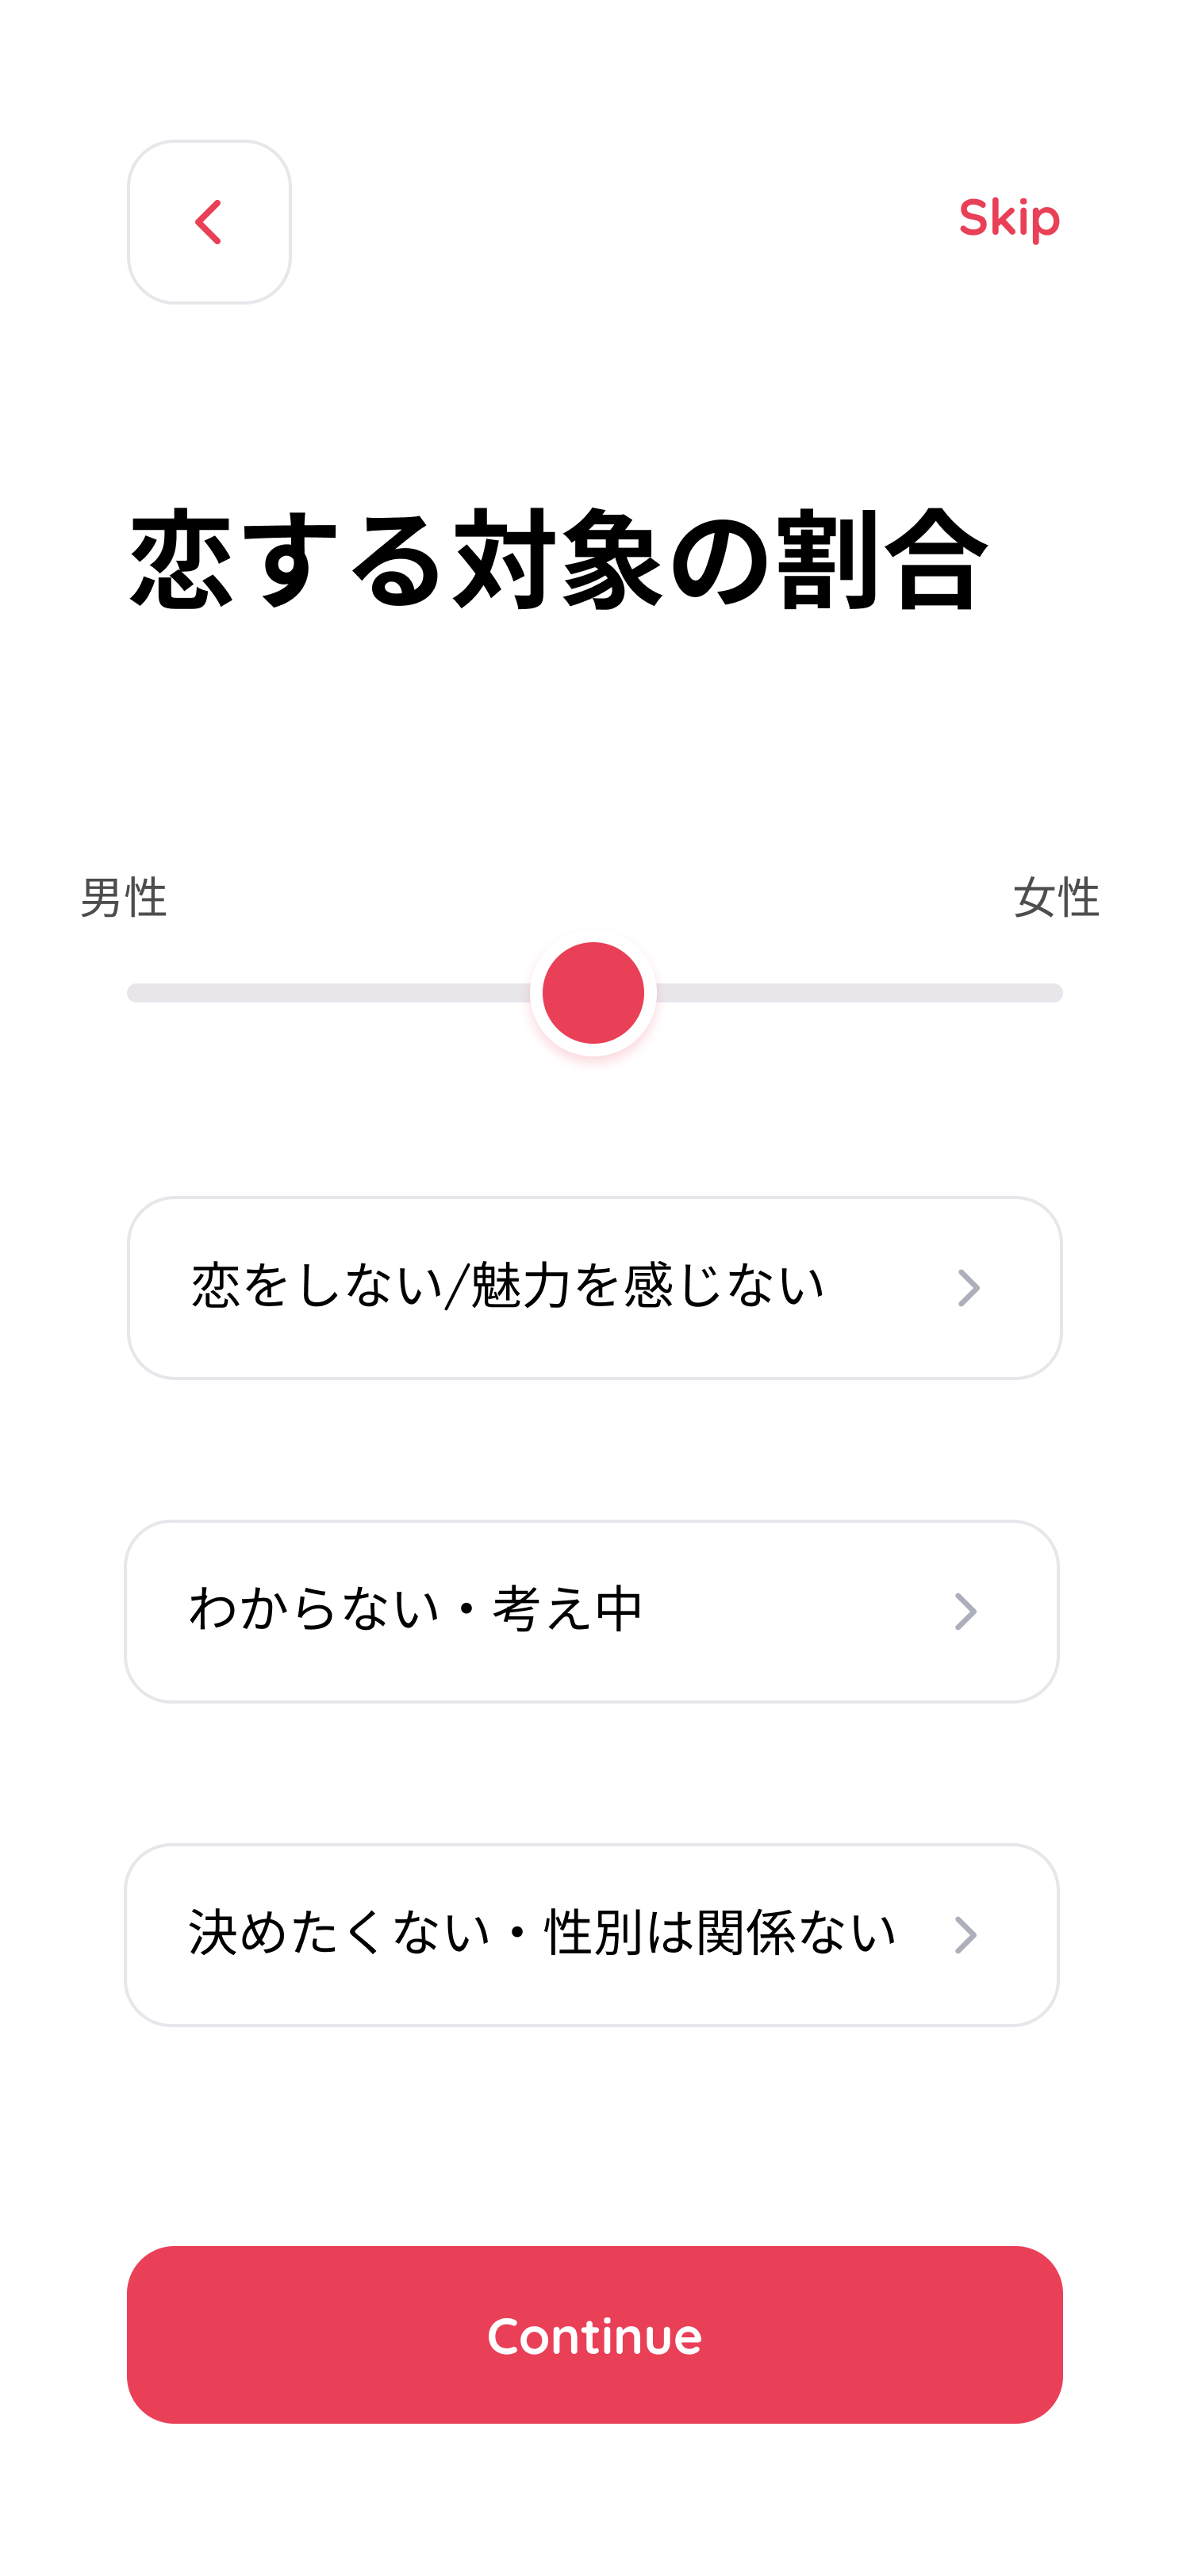 Skip
恋する対象の割合
男性
女性
恋をしない/魅力を感じない
わからない・考え中
決めたくない・性別は関係ない
Continue